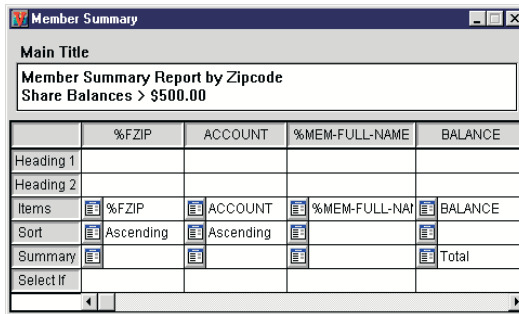 Member Summary
Main Title
Member Summary Report by Zipcode
Share Balances > $500.00
%FZIP ACCOUNT %MEM-FULL-NAME BALANCE
Heading 1
Heading 2
Items %FZIP ACCOUNT %MEM-FULL-NAM BALANCE
Sort Ascending Ascending
Summary Total
Select If